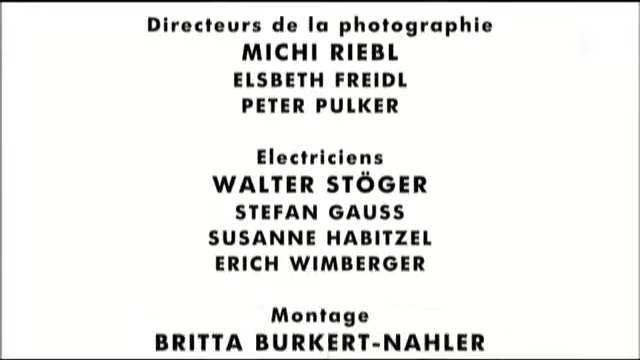 Directeurs de la photographie
MICHI RIEBL
ELSBETH FREIDL
PETER PULKER
Electriciens
WALTER STÖGER
STEFAN GAUSS
SUSANNE HABITZEL
ERICH WIMBERGER
Montage
BRITTA BURKERT-NAHLER